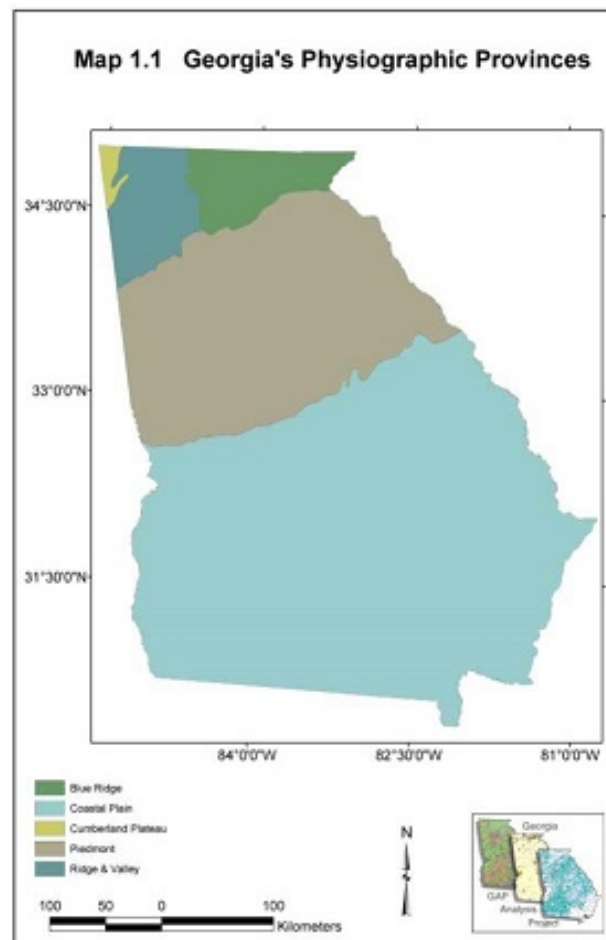 Map 1.1 Georgia's Physiographic Provinces
34°30'0"N
33°0'0"N
31°30'0"N
84°0'0"W
82°30'0"W
81°0'0"W
Blue Ridge
Coastal Plain
Cumberland Plateau
Piedmont
Ridge & Valley
100 50 0 100
Kilometers
N
Georgia
GAP
Analysis
Project